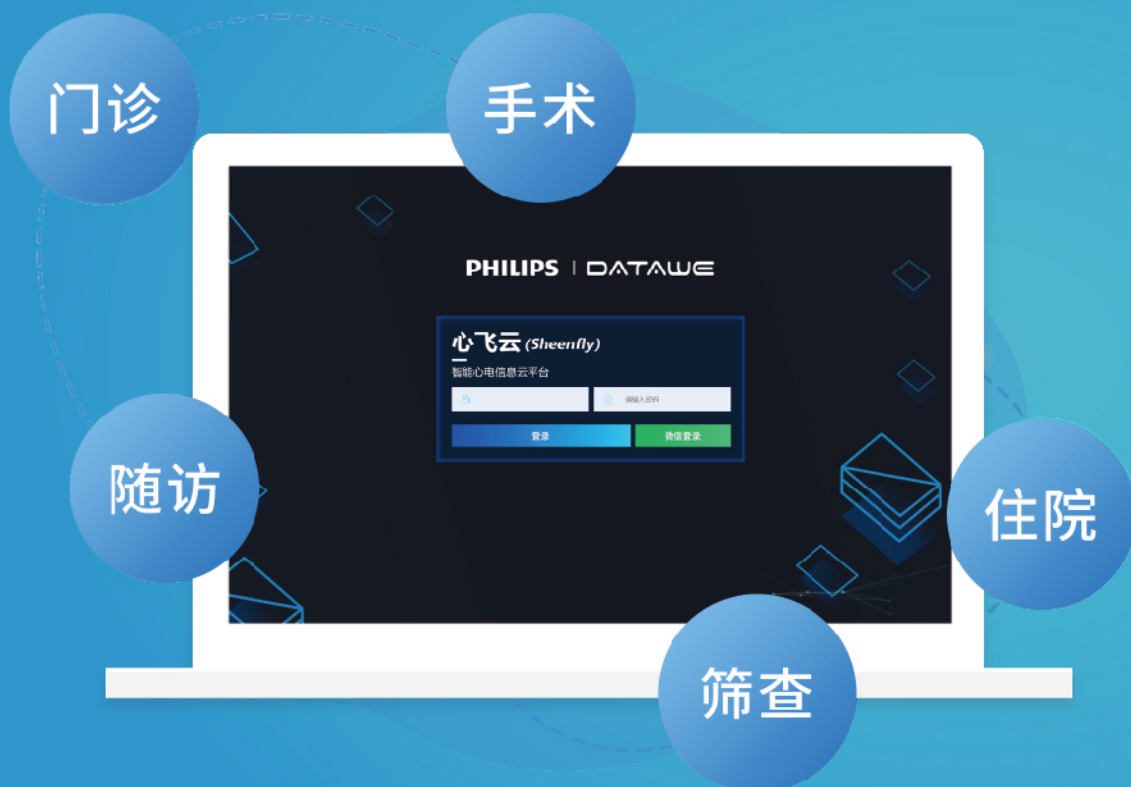 门诊
手术
PHILIPS | DATAWE
心飞云 (Sheenfly)
智能心电信息云平台
请输入密码
登录
微信登录
随访
住院
筛查